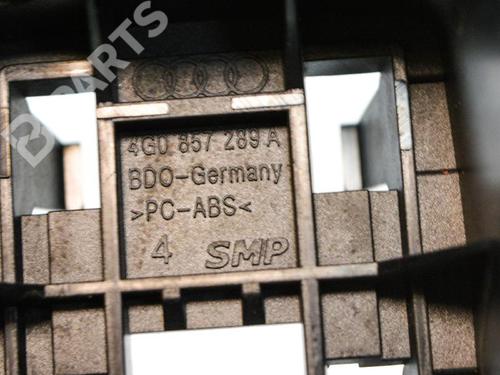 B-PARTS
4G0 857 289 A
BDO-Germany
>PC-ABS<
4 SMP